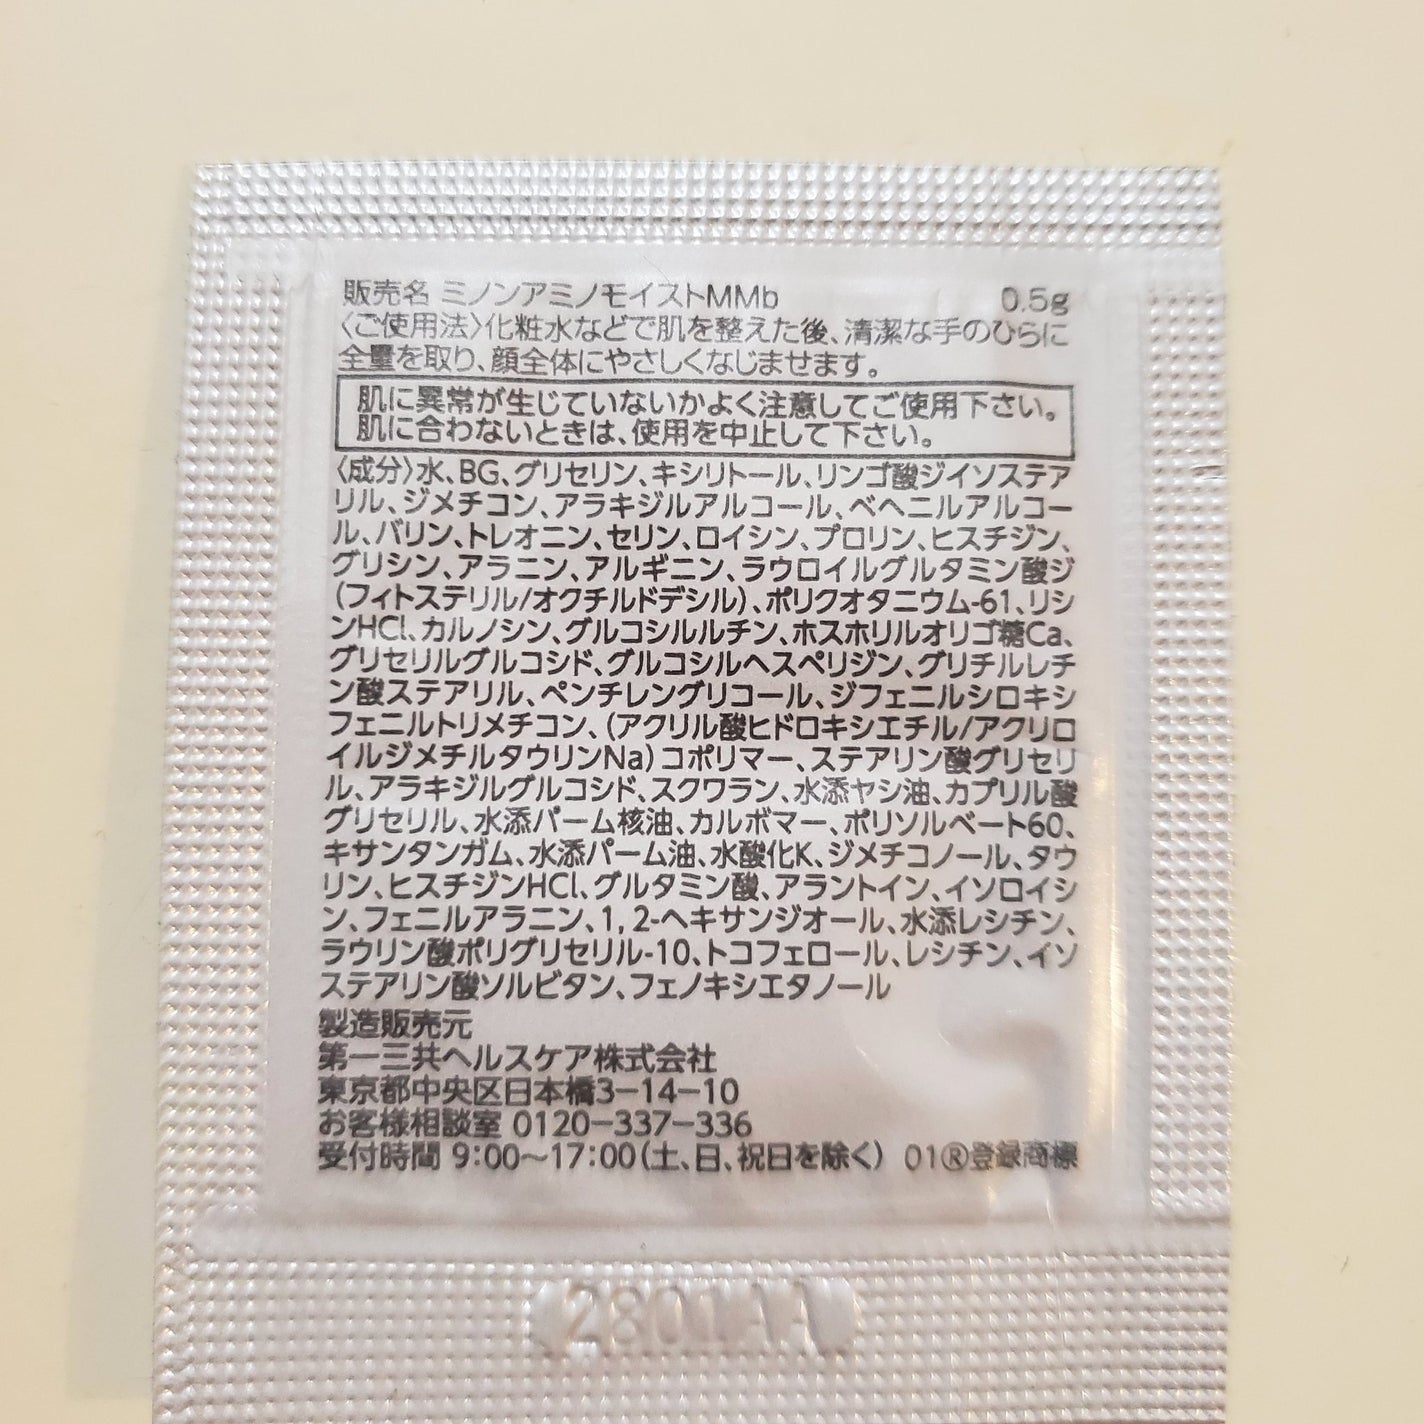 販売名 ミノンアミノモイストMMb 0.5g
〈ご使用法〉化粧水などで肌を整えた後、清潔な手のひらに
全量を取り、顔全体にやさしくなじませます。
肌に異常が生じていないかよく注意してご使用下さい。
肌に合わないときは、使用を中止して下さい。
〈成分〉水、BG、グリセリン、キシリトール、リンゴ酸ジイソステア
リル、ジメチコン、アラキジルアルコール、ベヘニルアルコー
ル、バリン、トレオニン、セリン、ロイシン、プロリン、ヒスチジン、
グリシン、アラニン、アルギニン、ラウロイルグルタミン酸ジ
(フィトステリル/オクチルドデシル)、ポリクオタニウム-61、リシ
ンHCl、カルノシン、グルコシルルチン、ホスホリルオリゴ糖Ca、
グリセリルグルコシド、グルコシルヘスペリジン、グリチルレチ
ン酸ステアリル、ペンチレングリコール、ジフェニルシロキシ
フェニルトリメチコン、(アクリル酸ヒドロキシエチル/アクリロ
イルジメチルタウリンNa)コポリマー、ステアリン酸グリセリ
ル、アラキジルグルコシド、スクワラン、水添ヤシ油、カプリル酸
グリセリル、水添パーム核油、カルボマー、ポリソルベート60、
キサンタンガム、水添パーム油、水酸化K、ジメチコノール、タウ
リン、ヒスチジンHCl、グルタミン酸、アラントイン、イソロイシ
ン、フェニルアラニン、1,2-ヘキサンジオール、水添レシチン、
ラウリン酸ポリグリセリル-10、トコフェロール、レシチン、イソ
ステアリン酸ソルビタン、フェノキシエタノール
製造販売元
第一三共ヘルスケア株式会社
東京都中央区日本橋3−14−10
お客様相談室 0120−337−336
受付時間 9:00〜17:00(土、日、祝日を除く) 01®登録商標
2801AA